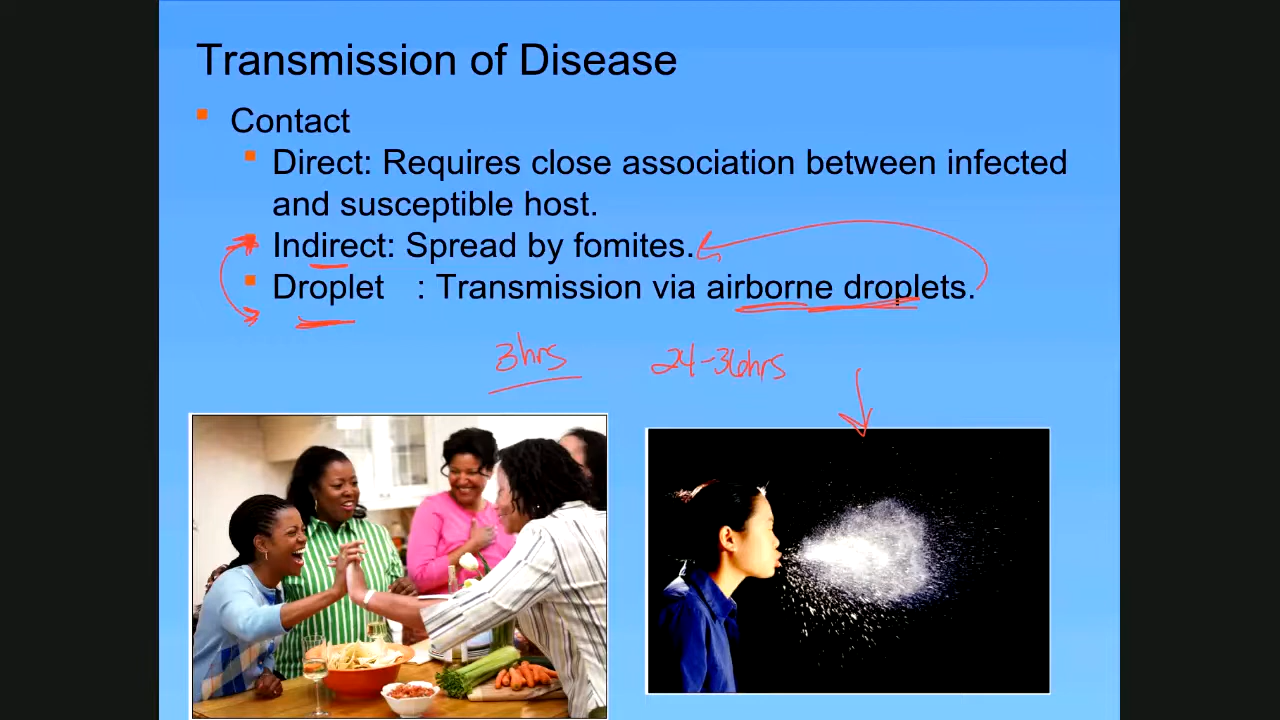 Transmission of Disease
Contact
Direct: Requires close association between infected
and susceptible host.
Indirect: Spread by fomites.
Droplet : Transmission via airborne droplets.
3hrs 24-36hrs